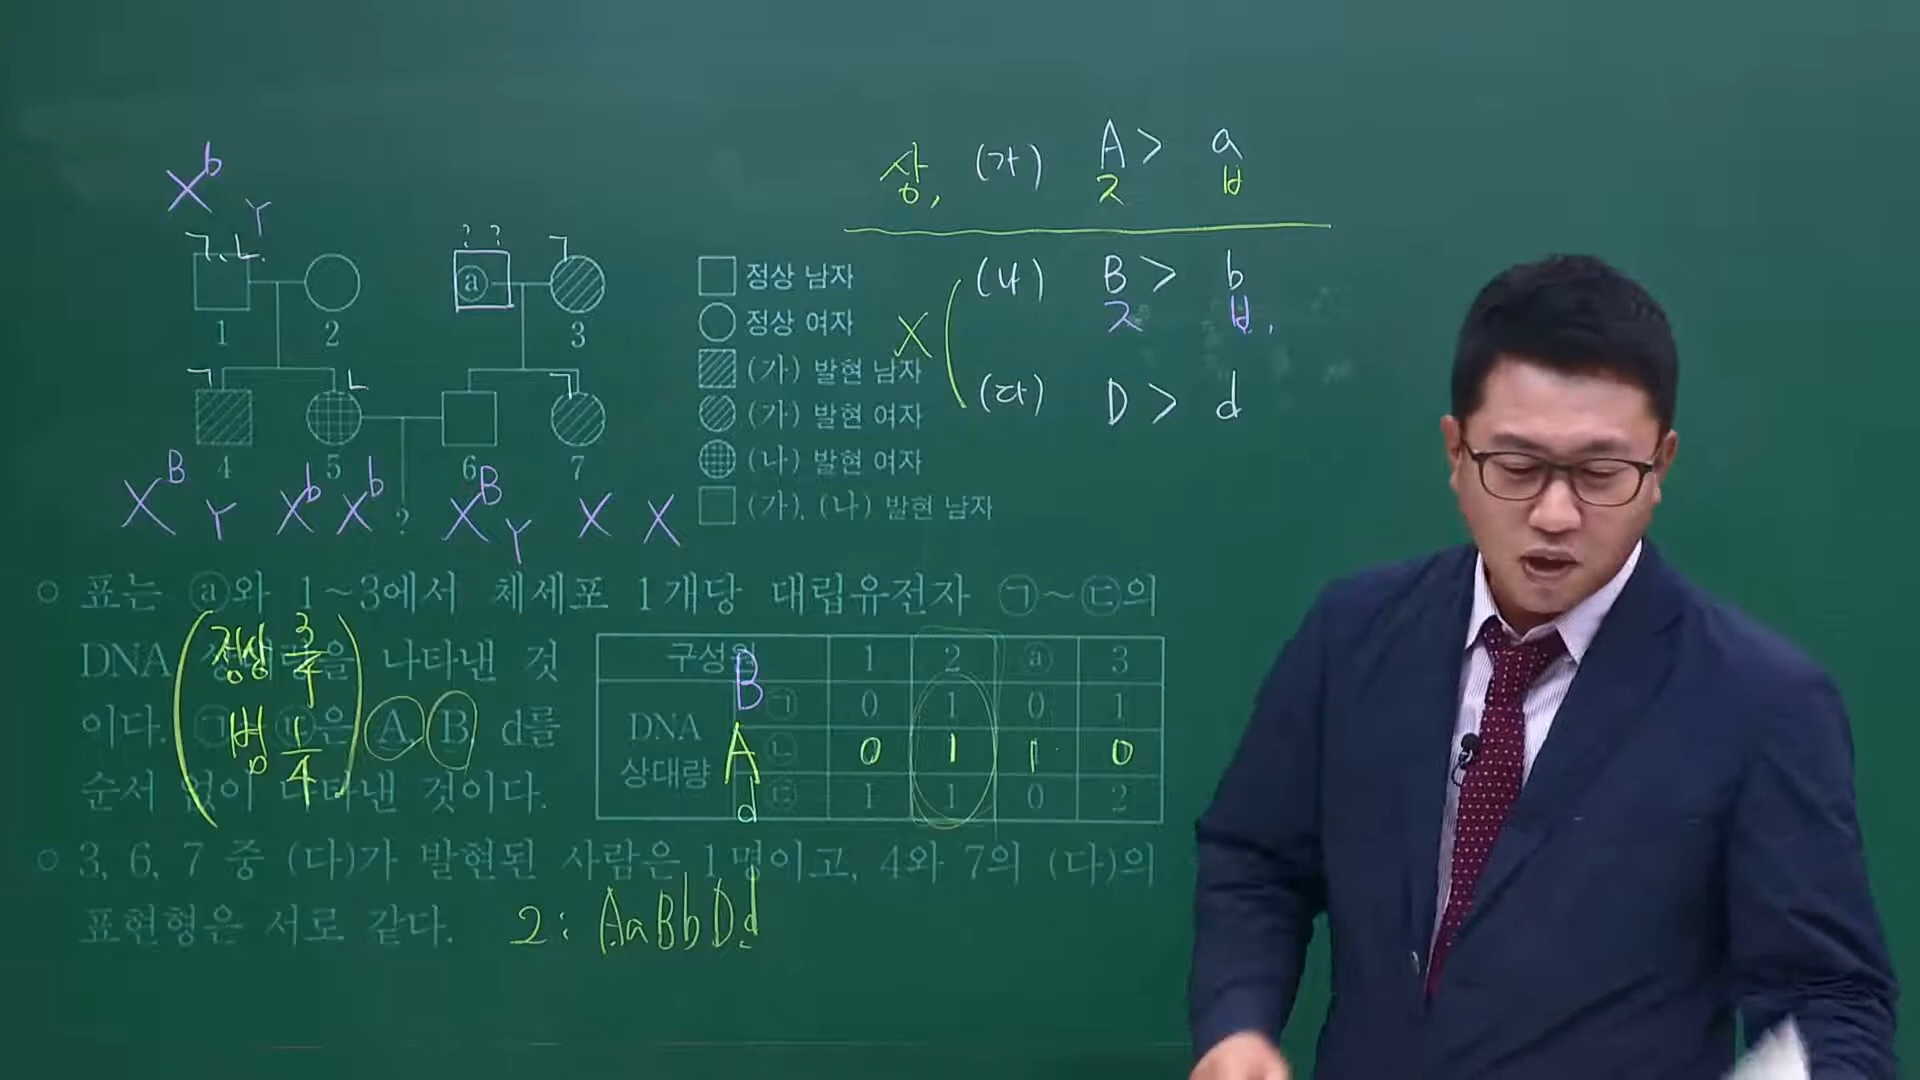 X^b Y
ㄱ.ㄴ.
? ?
ㄱ
ⓐ
1 2 3
ㄱ ㄴ ㄱ
4 5 6 7
X^B Y X^b X^b ? X^B Y X X
정상 남자
정상 여자
(가) 발현 남자
(가) 발현 여자
(나) 발현 여자
(가), (나) 발현 남자
상, (가) A > a
ㅈ ㅂ
X (나) B > b
ㅈ ㅂ.
(다) D > d
○ 표는 ⓐ와 1~3에서 체세포 1개당 대립유전자 ㉠~㉢의
DNA 상대량을 나타낸 것
이다. ㉠~㉢은 A, B, d를
순서 없이 나타낸 것이다.
정상 3/4
범 1/4
구성원 1 2 ⓐ 3
DNA 상대량
B ㉠ 0 1 0 1
A ㉡ 0 1 1 0
d ㉢ 1 1 0 2
○ 3, 6, 7 중 (다)가 발현된 사람은 1명이고, 4와 7의 (다)의
표현형은 서로 같다.
2: AaBbDd